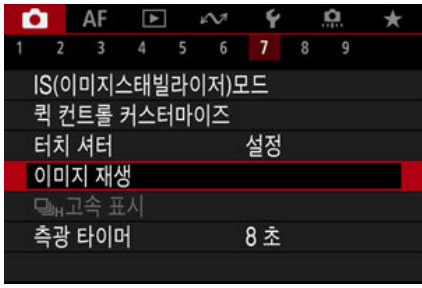 AF
1 2 3 4 5 6 7 8 9
IS(이미지스태빌라이저)모드
퀵 컨트롤 커스터마이즈
터치 셔터 설정
이미지 재생
H고속 표시
측광 타이머 8초